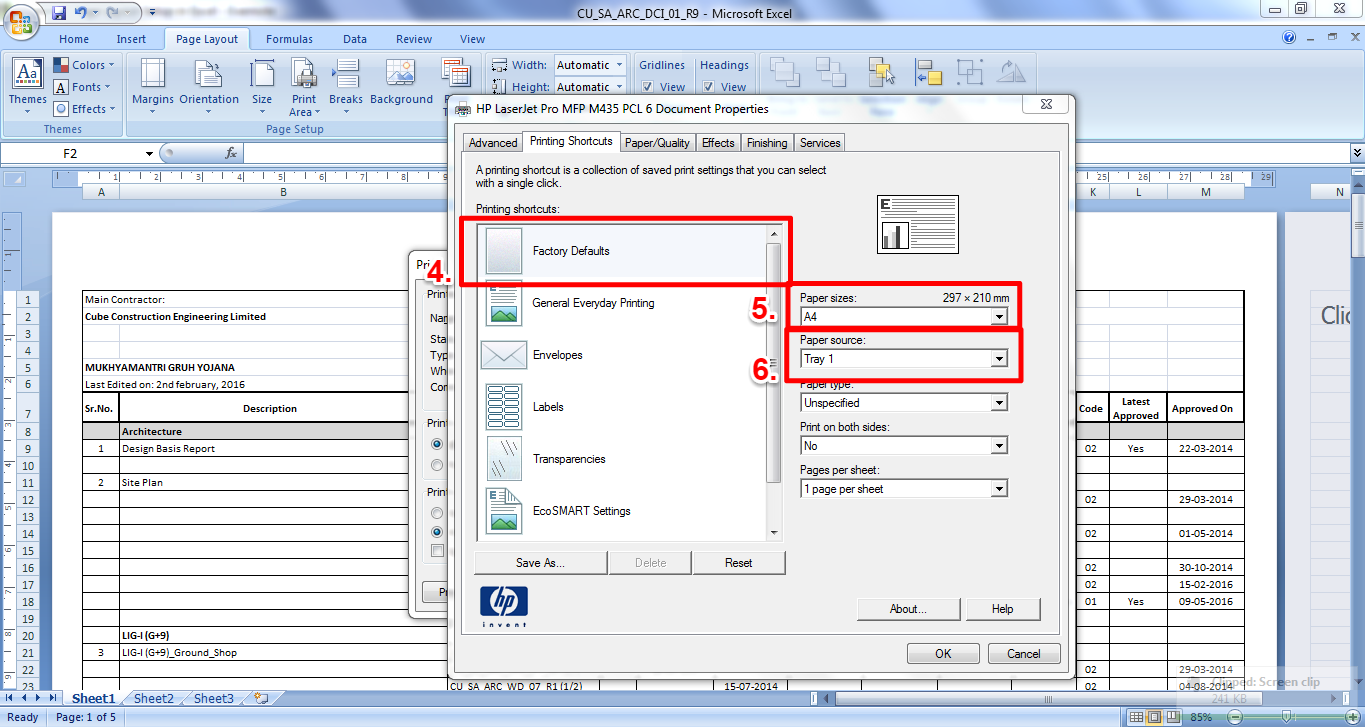 CU_SA_ARC_DCI_01_R9 - Microsoft Excel
Home Insert Page Layout Formulas Data Review View
Themes
Colors
Fonts
Effects
Margins Orientation Size Print Area Breaks Background
Width: Automatic
Height: Automatic
Gridlines
View
Headings
View
Themes
Page Setup
F2
fx
A B K L M N
HP LaserJet Pro MFP M435 PCL 6 Document Properties
Advanced Printing Shortcuts Paper/Quality Effects Finishing Services
A printing shortcut is a collection of saved print settings that you can select
with a single click.
Printing shortcuts:
Factory Defaults
General Everyday Printing
Envelopes
Labels
Transparencies
EcoSMART Settings
4.
5.
6.
Paper sizes: 297 × 210 mm
A4
Paper source:
Tray 1
Paper type:
Unspecified
Print on both sides:
No
Pages per sheet:
1 page per sheet
Save As... Delete Reset
hp
invent
About... Help
OK Cancel
1 Main Contractor:
2 Cube Construction Engineering Limited
3
4
5 MUKHYAMANTRI GRUH YOJANA
6 Last Edited on: 2nd february, 2016
7 Sr.No. Description Code Latest Approved Approved On
8 Architecture
9 1 Design Basis Report 02 Yes 22-03-2014
10
11 2 Site Plan
12 02 29-03-2014
13
14 02 01-05-2014
15
16 02 30-10-2014
17 02 15-02-2016
18 01 Yes 09-05-2016
19
20 LIG-I (G+9)
21 3 LIG-I (G+9)_Ground_Shop
22 02 29-03-2014
23 CU_SA_ARC_WD_07_R1 (1/2) 15-07-2014 02 04-08-2014
Clipped: Screen clip
241 KB
Sheet1 Sheet2 Sheet3
Ready Page: 1 of 5 85%